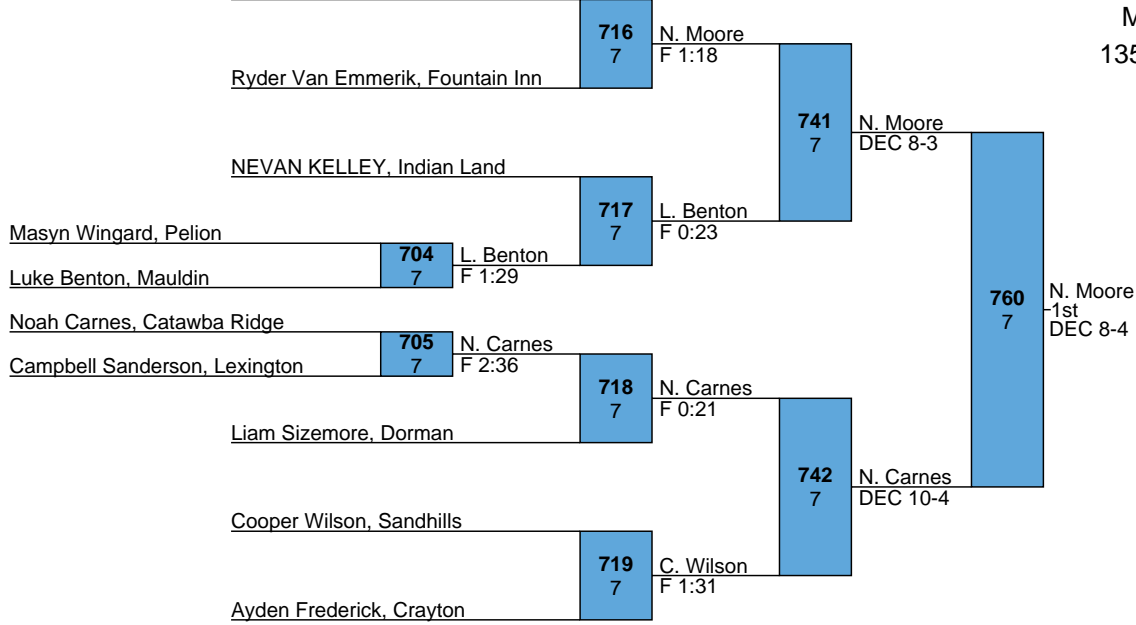 M
135
716
7
N. Moore
F 1:18
Ryder Van Emmerik, Fountain Inn
741
7
N. Moore
DEC 8-3
NEVAN KELLEY, Indian Land
717
7
L. Benton
F 0:23
Masyn Wingard, Pelion
704
7
L. Benton
F 1:29
Luke Benton, Mauldin
760
7
N. Moore
1st
DEC 8-4
Noah Carnes, Catawba Ridge
705
7
N. Carnes
F 2:36
Campbell Sanderson, Lexington
718
7
N. Carnes
F 0:21
Liam Sizemore, Dorman
742
7
N. Carnes
DEC 10-4
Cooper Wilson, Sandhills
719
7
C. Wilson
F 1:31
Ayden Frederick, Crayton